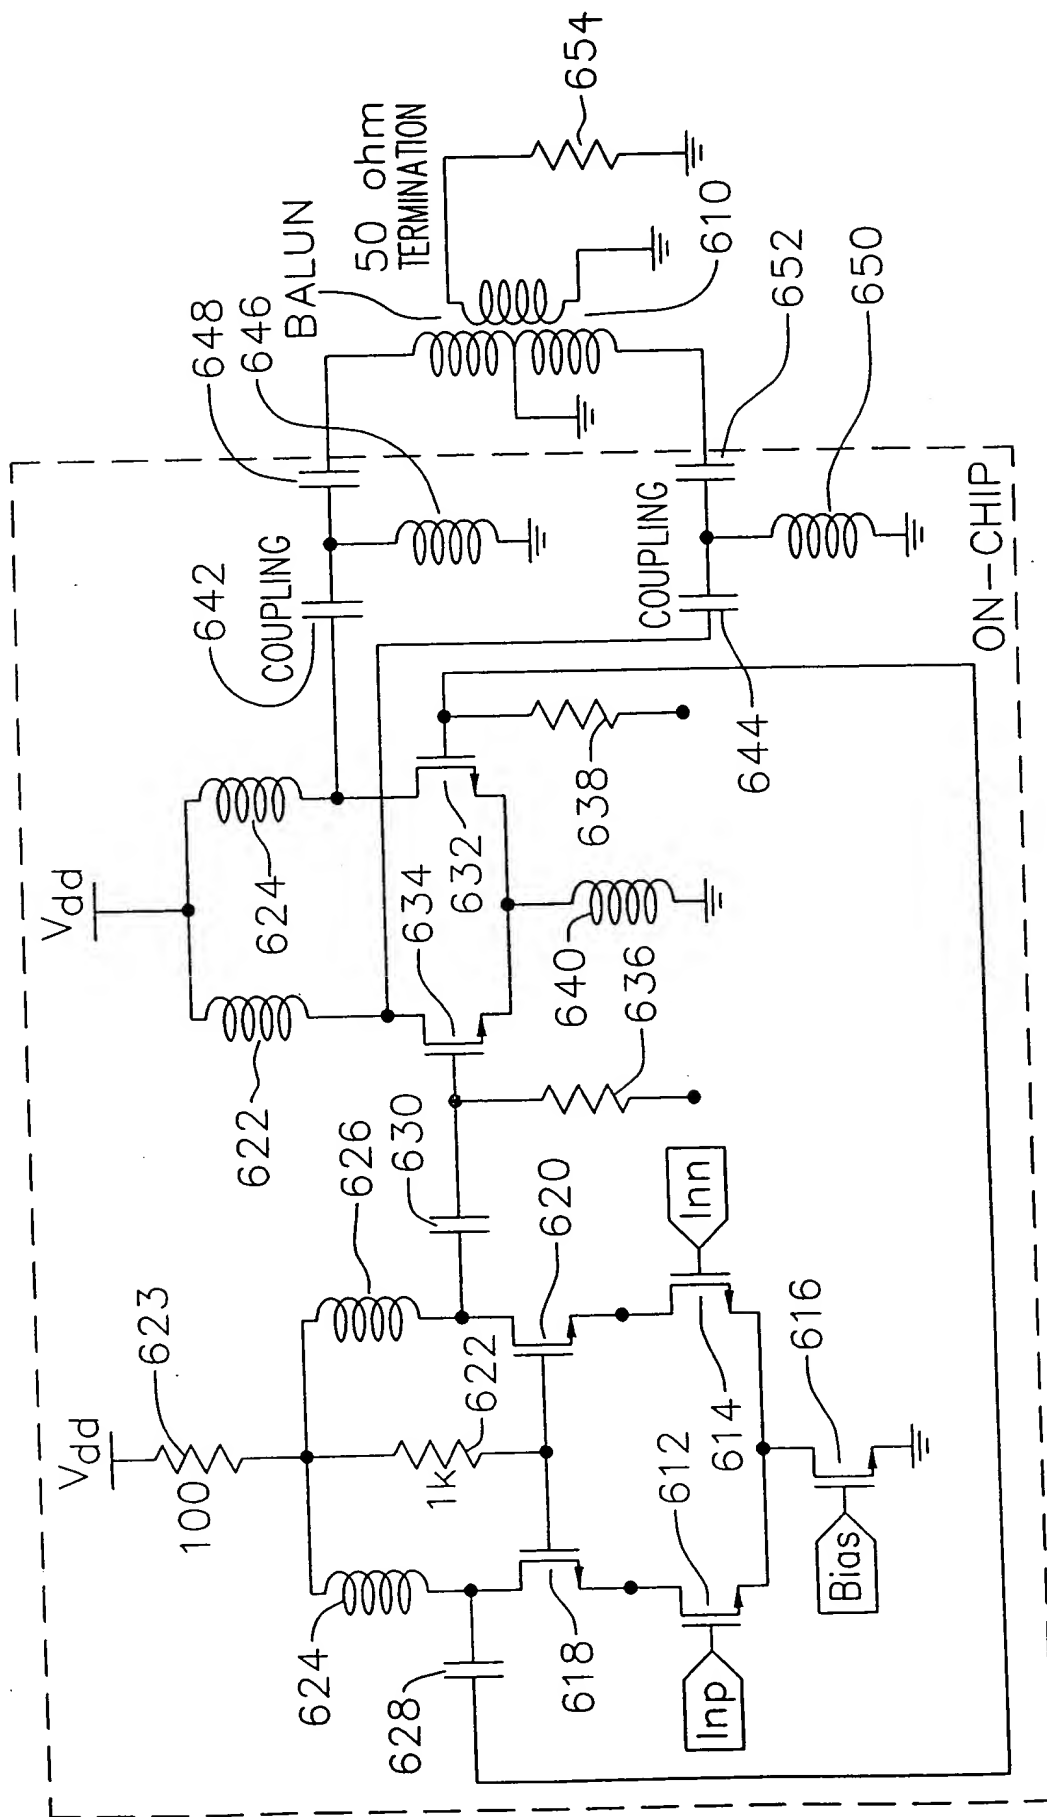 Vdd
100
623
624
626
628
630
1k
622
618
620
612
614
616
Inp
Inn
Bias
Vdd
622
624
634
632
636
638
640
642
COUPLING
COUPLING
644
648
646
BALUN
50 ohm
TERMINATION
654
610
652
650
ON-CHIP